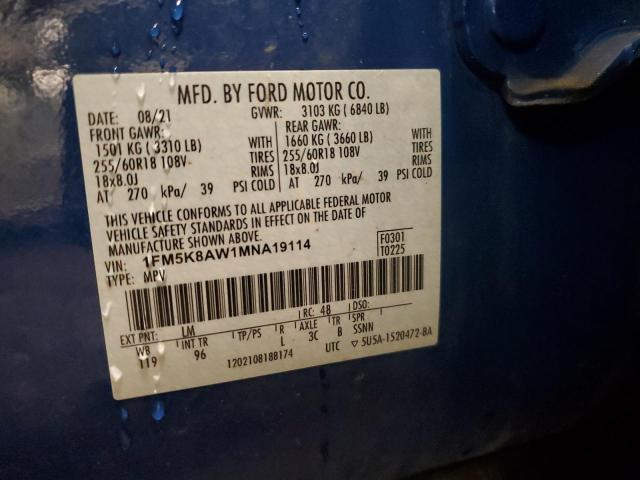 MFD. BY FORD MOTOR CO.
DATE: 08/21 GVWR: 3103 KG ( 6840 LB)
FRONT GAWR: REAR GAWR:
1501 KG ( 3310 LB) WITH 1660 KG ( 3660 LB) WITH
255/60R18 108V TIRES 255/60R18 108V TIRES
18x8.0J RIMS 18x8.0J RIMS
AT 270 kPa/ 39 PSI COLD AT 270 kPa/ 39 PSI COLD
THIS VEHICLE CONFORMS TO ALL APPLICABLE FEDERAL MOTOR
VEHICLE SAFETY STANDARDS IN EFFECT ON THE DATE OF
MANUFACTURE SHOWN ABOVE.
VIN: 1FM5K8AW1MNA19114 F0301
TYPE: MPV T0225
EXT PNT: LM RC: 48 DSO:
WB INT TR TP/PS R AXLE TR SPR
119 96 L 3C B SSNN
1202108188174 UTC ▽ 5U5A-1520472-BA